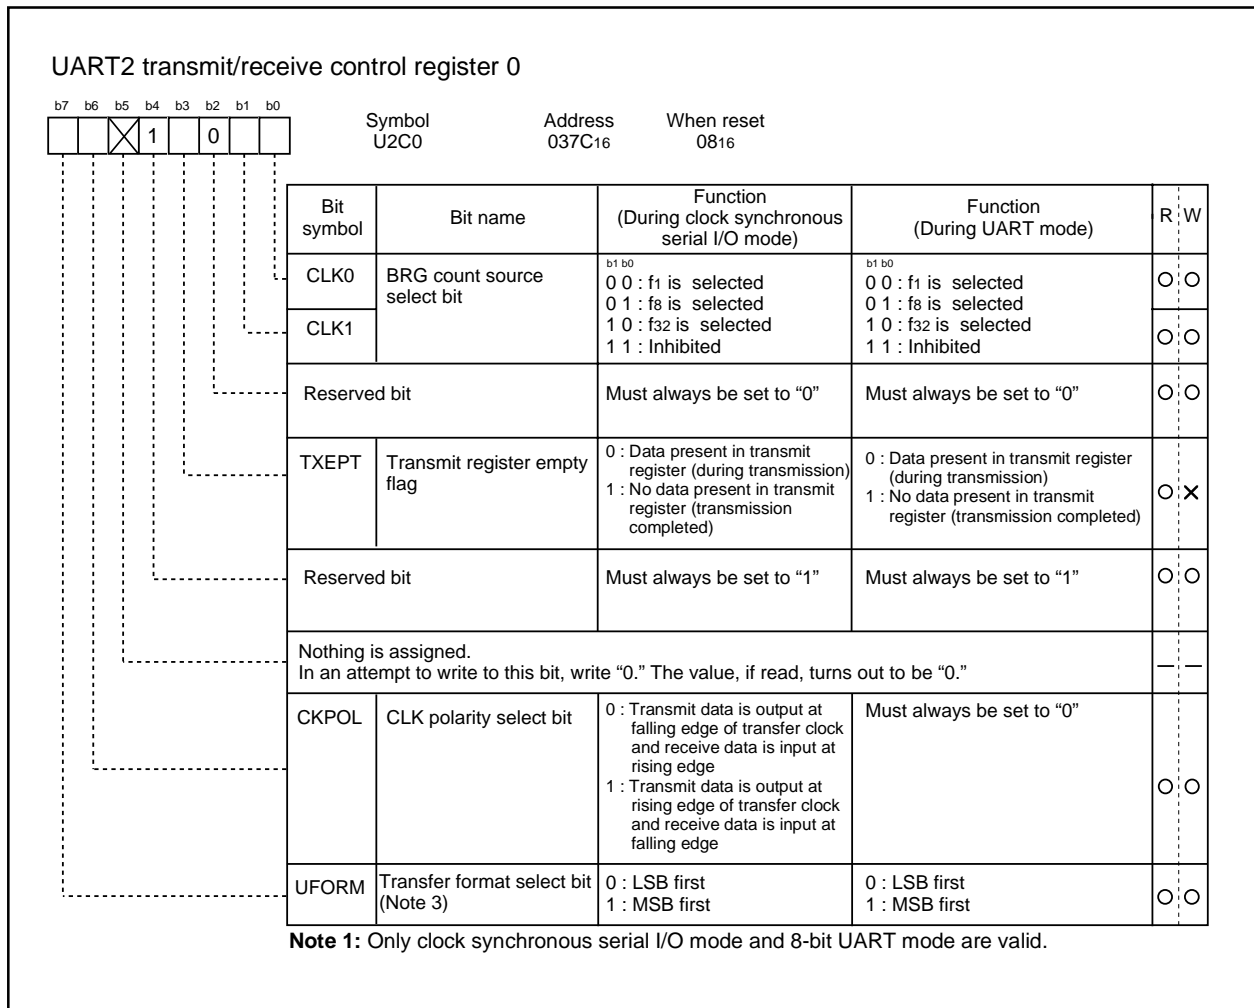 UART2 transmit/receive control register 0
b7 b6 b5 b4 b3 b2 b1 b0
1 0
Symbol Address When reset
U2C0 037C16 0816
Bit symbol
Bit name
Function
(During clock synchronous
serial I/O mode)
Function
(During UART mode)
R W
CLK0
CLK1
BRG count source
select bit
b1 b0
0 0 : f1 is selected
0 1 : f8 is selected
1 0 : f32 is selected
1 1 : Inhibited
b1 b0
0 0 : f1 is selected
0 1 : f8 is selected
1 0 : f32 is selected
1 1 : Inhibited
Reserved bit
Must always be set to “0”
Must always be set to “0”
TXEPT
Transmit register empty
flag
0 : Data present in transmit
register (during transmission)
1 : No data present in transmit
register (transmission
completed)
0 : Data present in transmit register
(during transmission)
1 : No data present in transmit
register (transmission completed)
Reserved bit
Must always be set to “1”
Must always be set to “1”
Nothing is assigned.
In an attempt to write to this bit, write “0.” The value, if read, turns out to be “0.”
CKPOL
CLK polarity select bit
0 : Transmit data is output at
falling edge of transfer clock
and receive data is input at
rising edge
1 : Transmit data is output at
rising edge of transfer clock
and receive data is input at
falling edge
Must always be set to “0”
UFORM
Transfer format select bit
(Note 3)
0 : LSB first
1 : MSB first
0 : LSB first
1 : MSB first
Note 1: Only clock synchronous serial I/O mode and 8-bit UART mode are valid.